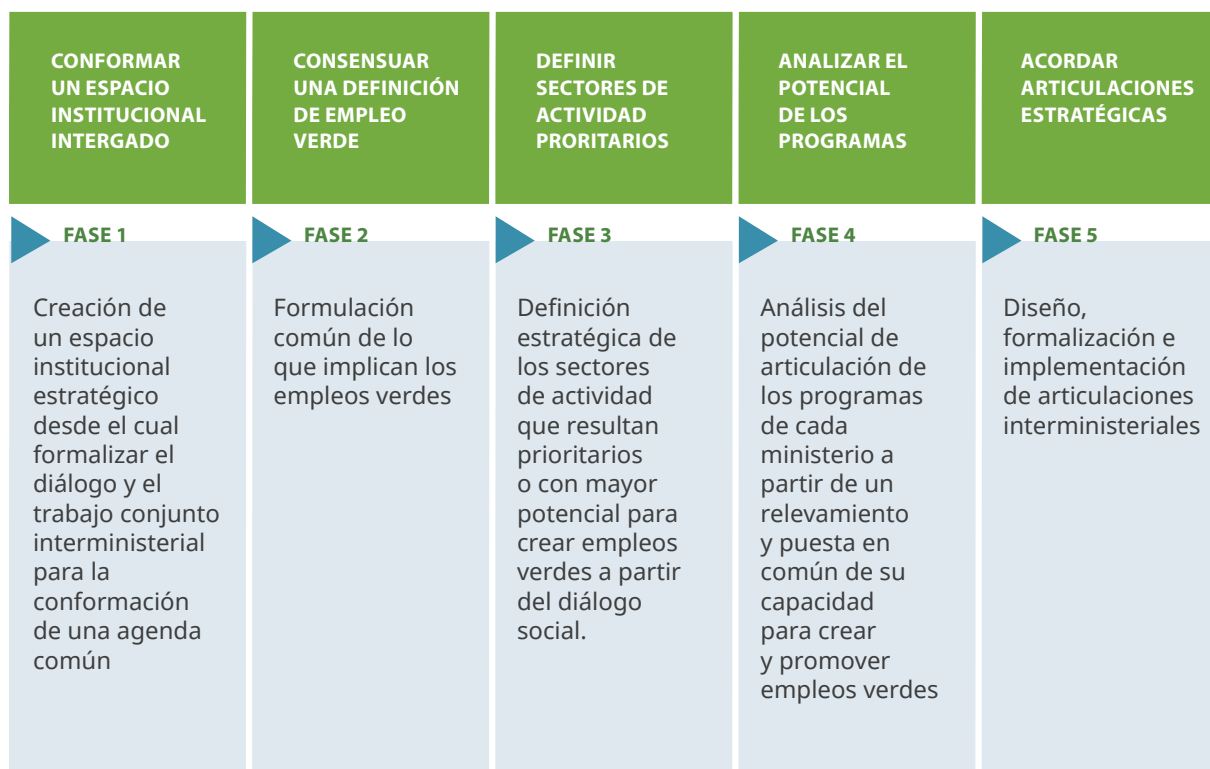 CONFORMAR
UN ESPACIO
INSTITUCIONAL
INTERGADO
FASE 1
Creación de
un espacio
institucional
estratégico
desde el cual
formalizar el
diálogo y el
trabajo conjunto
interministerial
para la
conformación
de una agenda
común
CONSENSUAR
UNA DEFINICIÓN
DE EMPLEO
VERDE
FASE 2
Formulación
común de lo
que implican los
empleos verdes
DEFINIR
SECTORES DE
ACTIVIDAD
PRORITARIOS
FASE 3
Definición
estratégica de
los sectores
de actividad
que resultan
prioritarios
o con mayor
potencial para
crear empleos
verdes a partir
del diálogo
social.
ANALIZAR EL
POTENCIAL
DE LOS
PROGRAMAS
FASE 4
Análisis del
potencial de
articulación de
los programas
de cada
ministerio a
partir de un
relevamiento
y puesta en
común de su
capacidad
para crear
y promover
empleos verdes
ACORDAR
ARTICULACIONES
ESTRATÉGICAS
FASE 5
Diseño,
formalización e
implementación
de articulaciones
interministeriales